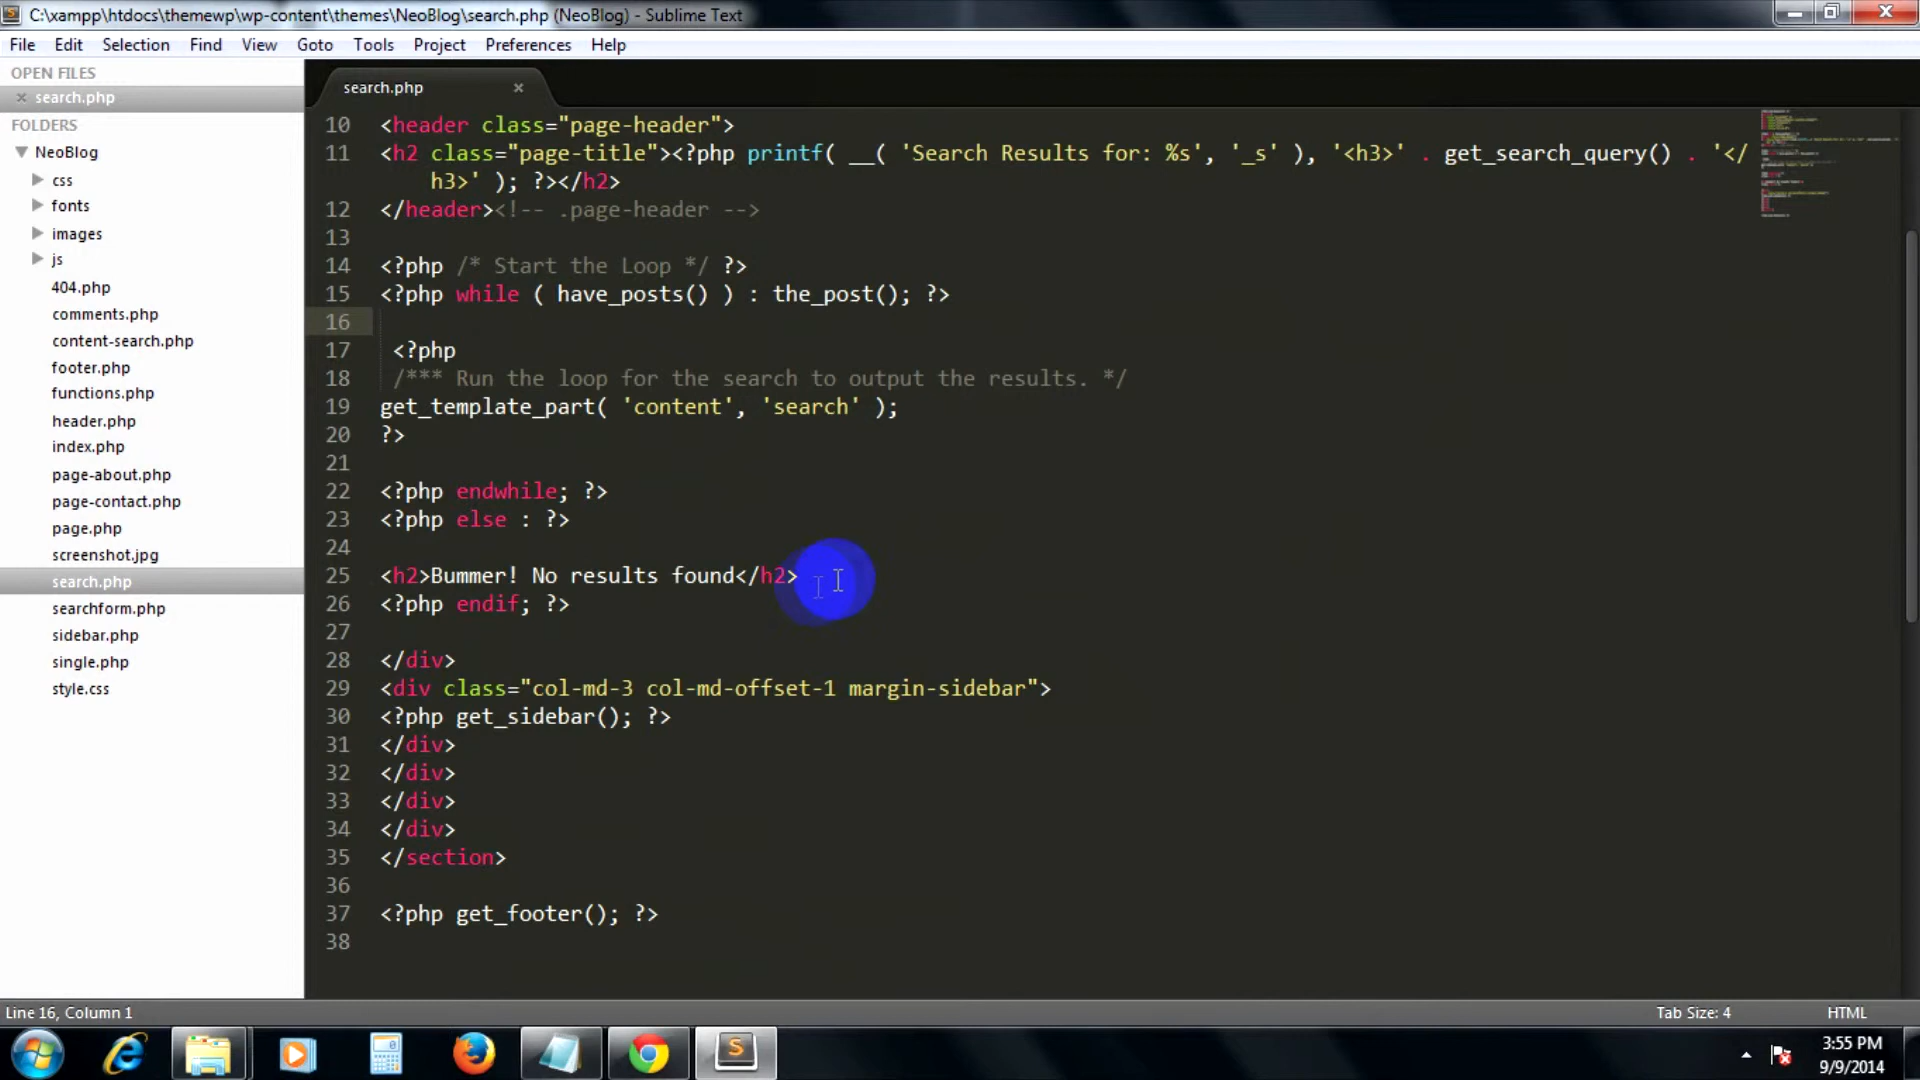 C:\xampp\htdocs\themewp\wp-content\themes\NeoBlog\search.php (NeoBlog) - Sublime Text
File Edit Selection Find View Goto Tools Project Preferences Help
OPEN FILES
search.php
FOLDERS
NeoBlog
css
fonts
images
js
404.php
comments.php
content-search.php
footer.php
functions.php
header.php
index.php
page-about.php
page-contact.php
page.php
screenshot.jpg
search.php
searchform.php
sidebar.php
single.php
style.css
search.php
10 <header class="page-header">
11 <h2 class="page-title"><?php printf( __( 'Search Results for: %s', '_s' ), '<h3>' . get_search_query() . '</
h3>' ); ?></h2>
12 </header><!-- .page-header -->
13
14 <?php /* Start the Loop */ ?>
15 <?php while ( have_posts() ) : the_post(); ?>
16
17 <?php
18 /*** Run the loop for the search to output the results. */
19 get_template_part( 'content', 'search' );
20 ?>
21
22 <?php endwhile; ?>
23 <?php else : ?>
24
25 <h2>Bummer! No results found</h2>
26 <?php endif; ?>
27
28 </div>
29 <div class="col-md-3 col-md-offset-1 margin-sidebar">
30 <?php get_sidebar(); ?>
31 </div>
32 </div>
33 </div>
34 </div>
35 </section>
36
37 <?php get_footer(); ?>
38
Line 16, Column 1
Tab Size: 4
HTML
3:55 PM
9/9/2014